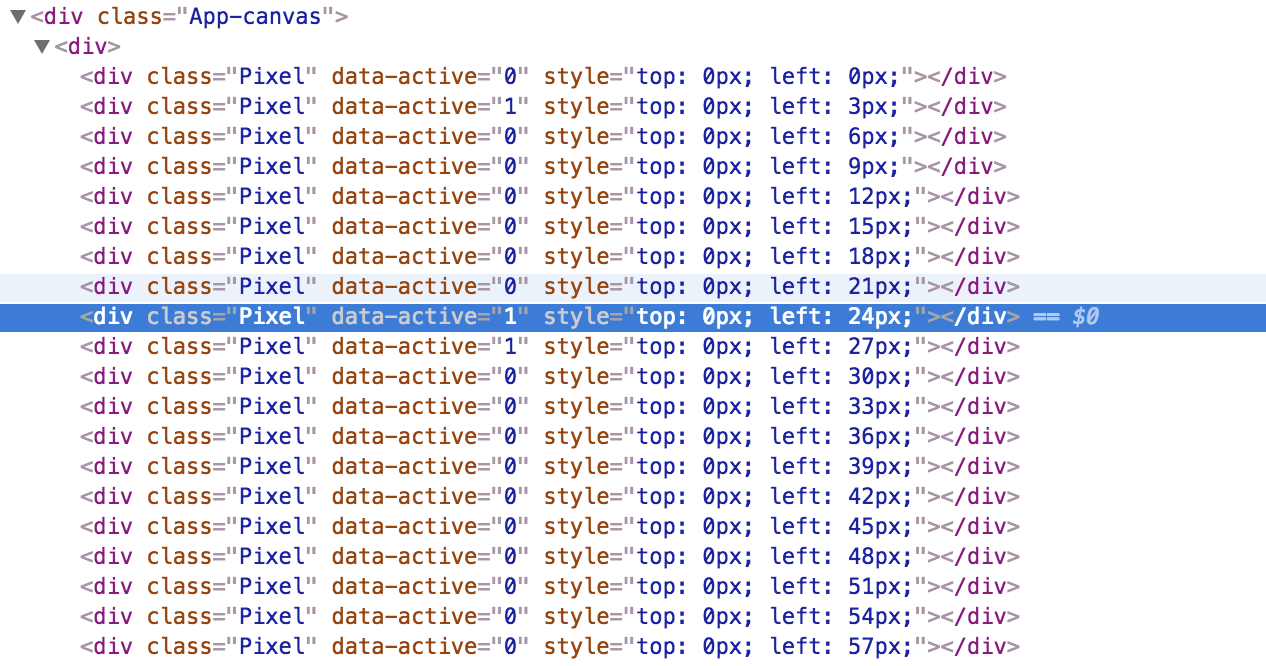 ▼<div class="App-canvas">
▼<div>
<div class="Pixel" data-active="0" style="top: 0px; left: 0px;"></div>
<div class="Pixel" data-active="1" style="top: 0px; left: 3px;"></div>
<div class="Pixel" data-active="0" style="top: 0px; left: 6px;"></div>
<div class="Pixel" data-active="0" style="top: 0px; left: 9px;"></div>
<div class="Pixel" data-active="0" style="top: 0px; left: 12px;"></div>
<div class="Pixel" data-active="0" style="top: 0px; left: 15px;"></div>
<div class="Pixel" data-active="0" style="top: 0px; left: 18px;"></div>
<div class="Pixel" data-active="0" style="top: 0px; left: 21px;"></div>
<div class="Pixel" data-active="1" style="top: 0px; left: 24px;"></div> == $0
<div class="Pixel" data-active="1" style="top: 0px; left: 27px;"></div>
<div class="Pixel" data-active="0" style="top: 0px; left: 30px;"></div>
<div class="Pixel" data-active="0" style="top: 0px; left: 33px;"></div>
<div class="Pixel" data-active="0" style="top: 0px; left: 36px;"></div>
<div class="Pixel" data-active="0" style="top: 0px; left: 39px;"></div>
<div class="Pixel" data-active="0" style="top: 0px; left: 42px;"></div>
<div class="Pixel" data-active="0" style="top: 0px; left: 45px;"></div>
<div class="Pixel" data-active="0" style="top: 0px; left: 48px;"></div>
<div class="Pixel" data-active="0" style="top: 0px; left: 51px;"></div>
<div class="Pixel" data-active="0" style="top: 0px; left: 54px;"></div>
<div class="Pixel" data-active="0" style="top: 0px; left: 57px;"></div>